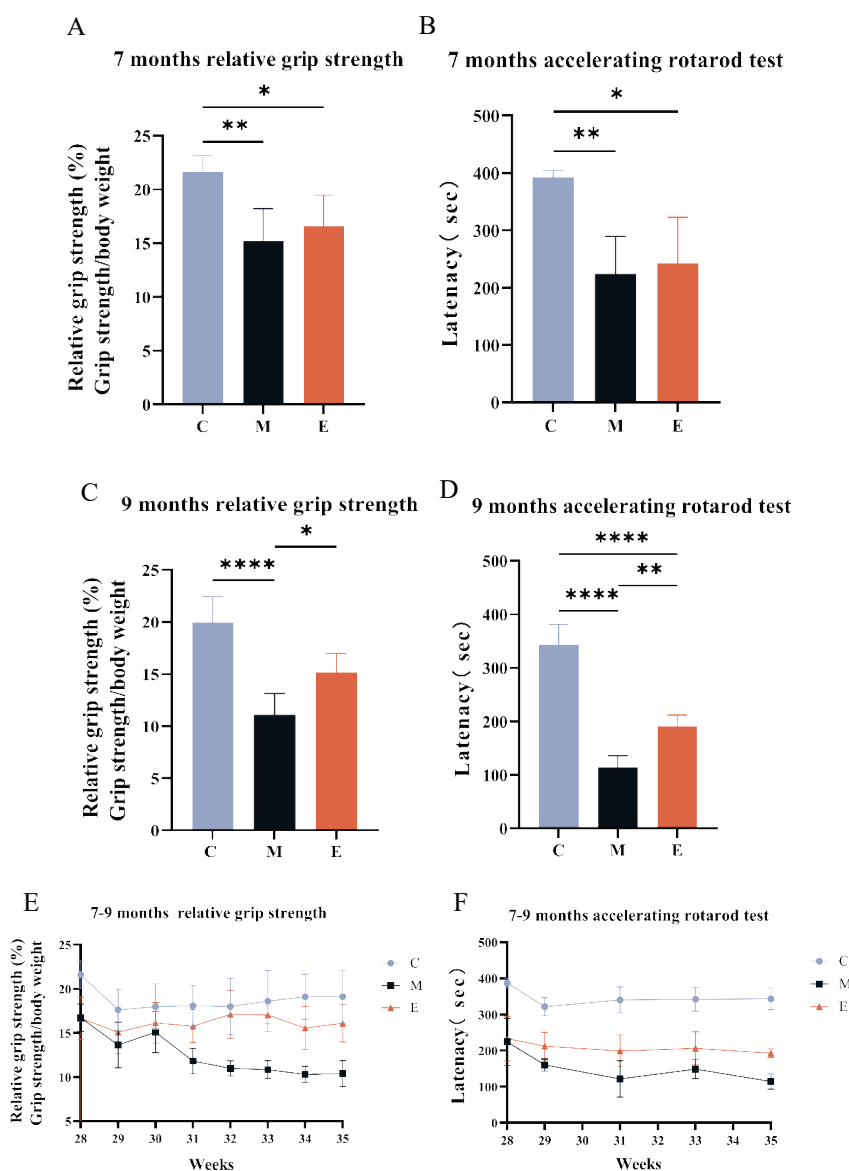 A
7 months relative grip strength
*
**
Relative grip strength (%)
Grip strength/body weight
25
20
15
10
5
0
C M E
B
7 months accelerating rotarod test
*
**
Latenacy( sec)
500
400
300
200
100
0
C M E
C
9 months relative grip strength
*
****
Relative grip strength (%)
Grip strength/body weight
25
20
15
10
5
0
C M E
D
9 months accelerating rotarod test
****
**
****
Latenacy( sec)
500
400
300
200
100
0
C M E
E
7-9 months relative grip strength
Relative grip strength (%)
Grip strength/body weight
25
20
15
10
5
28 29 30 31 32 33 34 35
Weeks
C
M
E
F
7-9 months accelerating rotarod test
Latenacy( sec)
500
400
300
200
100
0
28 29 30 31 32 33 34 35
Weeks
C
M
E